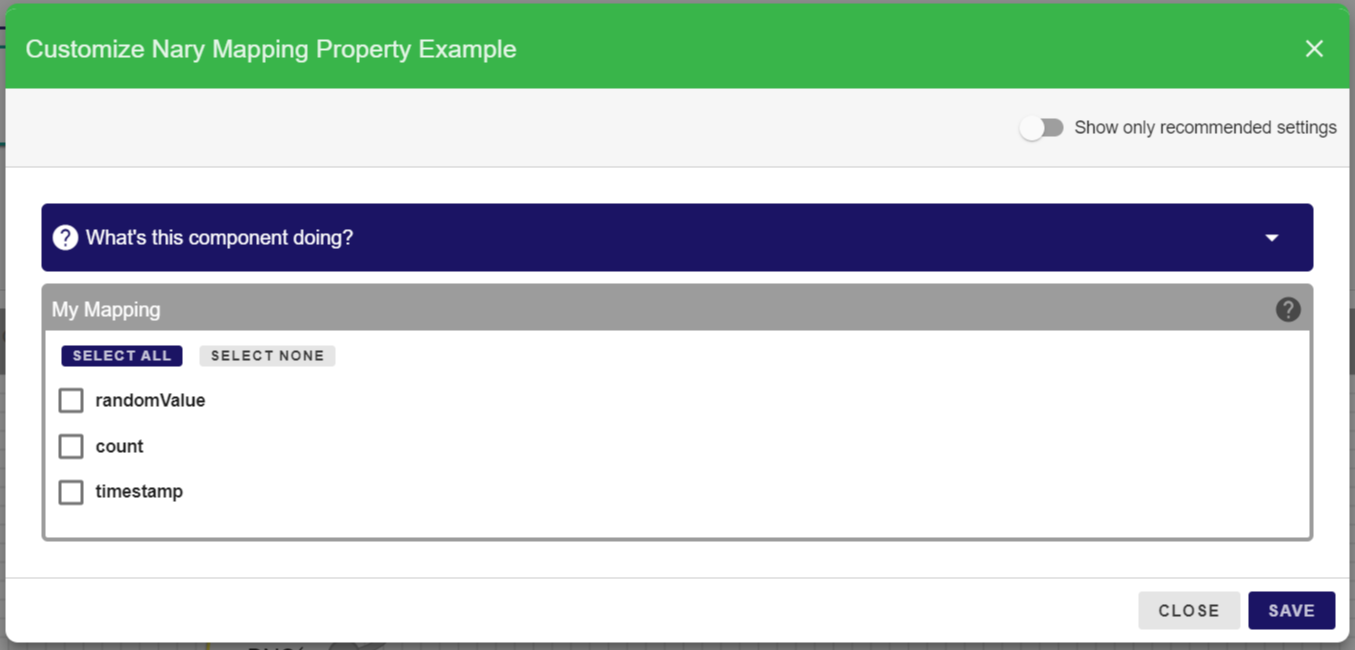 Customize Nary Mapping Property Example
Show only recommended settings
What's this component doing?
My Mapping
SELECT ALL SELECT NONE
randomValue
count
timestamp
CLOSE SAVE